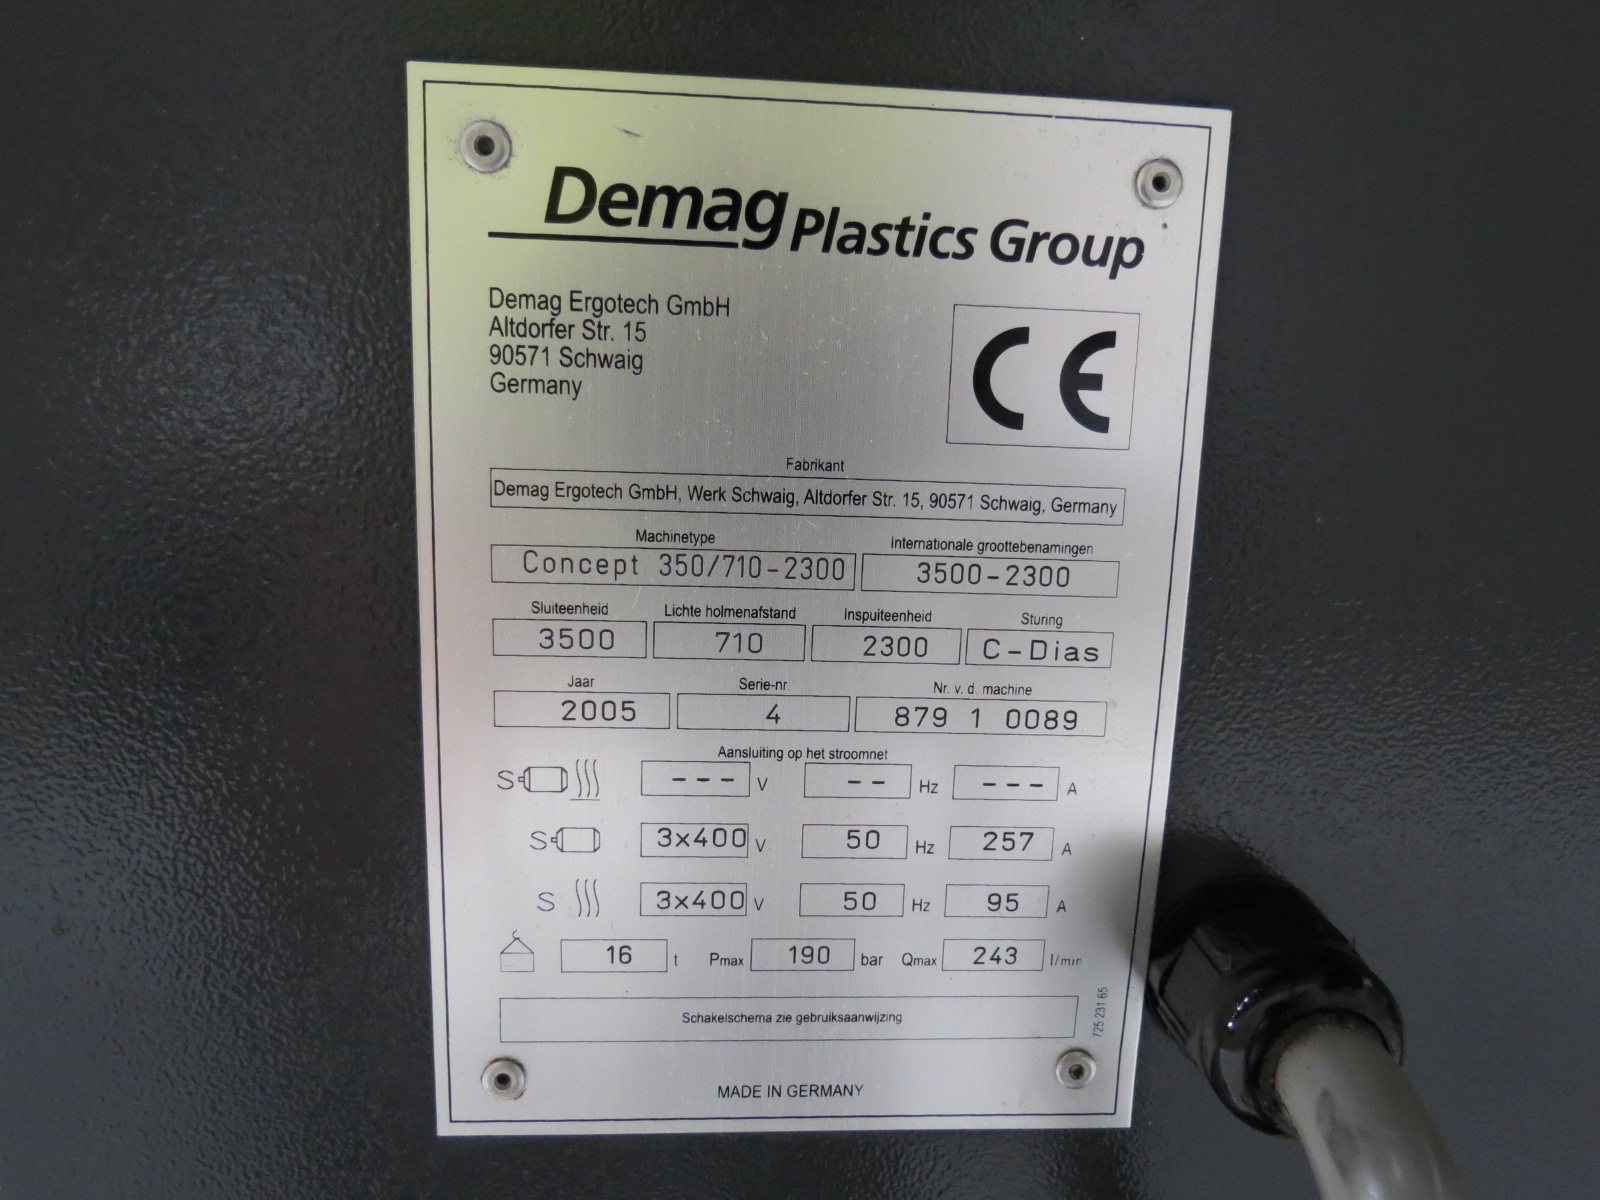 Demag Plastics Group
Demag Ergotech GmbH
Altdorfer Str. 15
90571 Schwaig
Germany
CE
Fabrikant
Demag Ergotech GmbH, Werk Schwaig, Altdorfer Str. 15, 90571 Schwaig, Germany
Machinetype Internationale groottebenamingen
Concept 350/710-2300 3500-2300
Sluiteenheid Lichte holmenafstand Inspuiteenheid Sturing
3500 710 2300 C-Dias
Jaar Serie-nr Nr. v. d. machine
2005 4 879 1 0089
Aansluiting op het stroomnet
S --- V -- Hz --- A
S 3x400 V 50 Hz 257 A
S 3x400 V 50 Hz 95 A
16 t Pmax 190 bar Qmax 243 l/min
Schakelschema zie gebruiksaanwijzing
725 231 65
MADE IN GERMANY